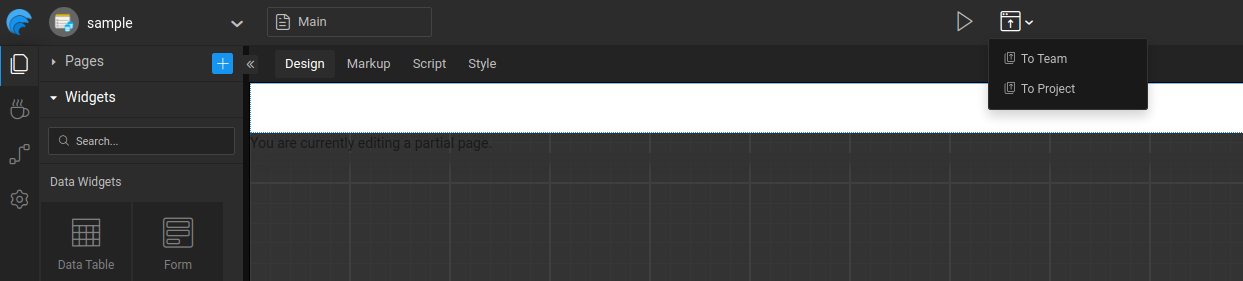 sample
Main
Pages
Design
Markup
Script
Style
To Team
To Project
Widgets
Search...
You are currently editing a partial page.
Data Widgets
Data Table
Form